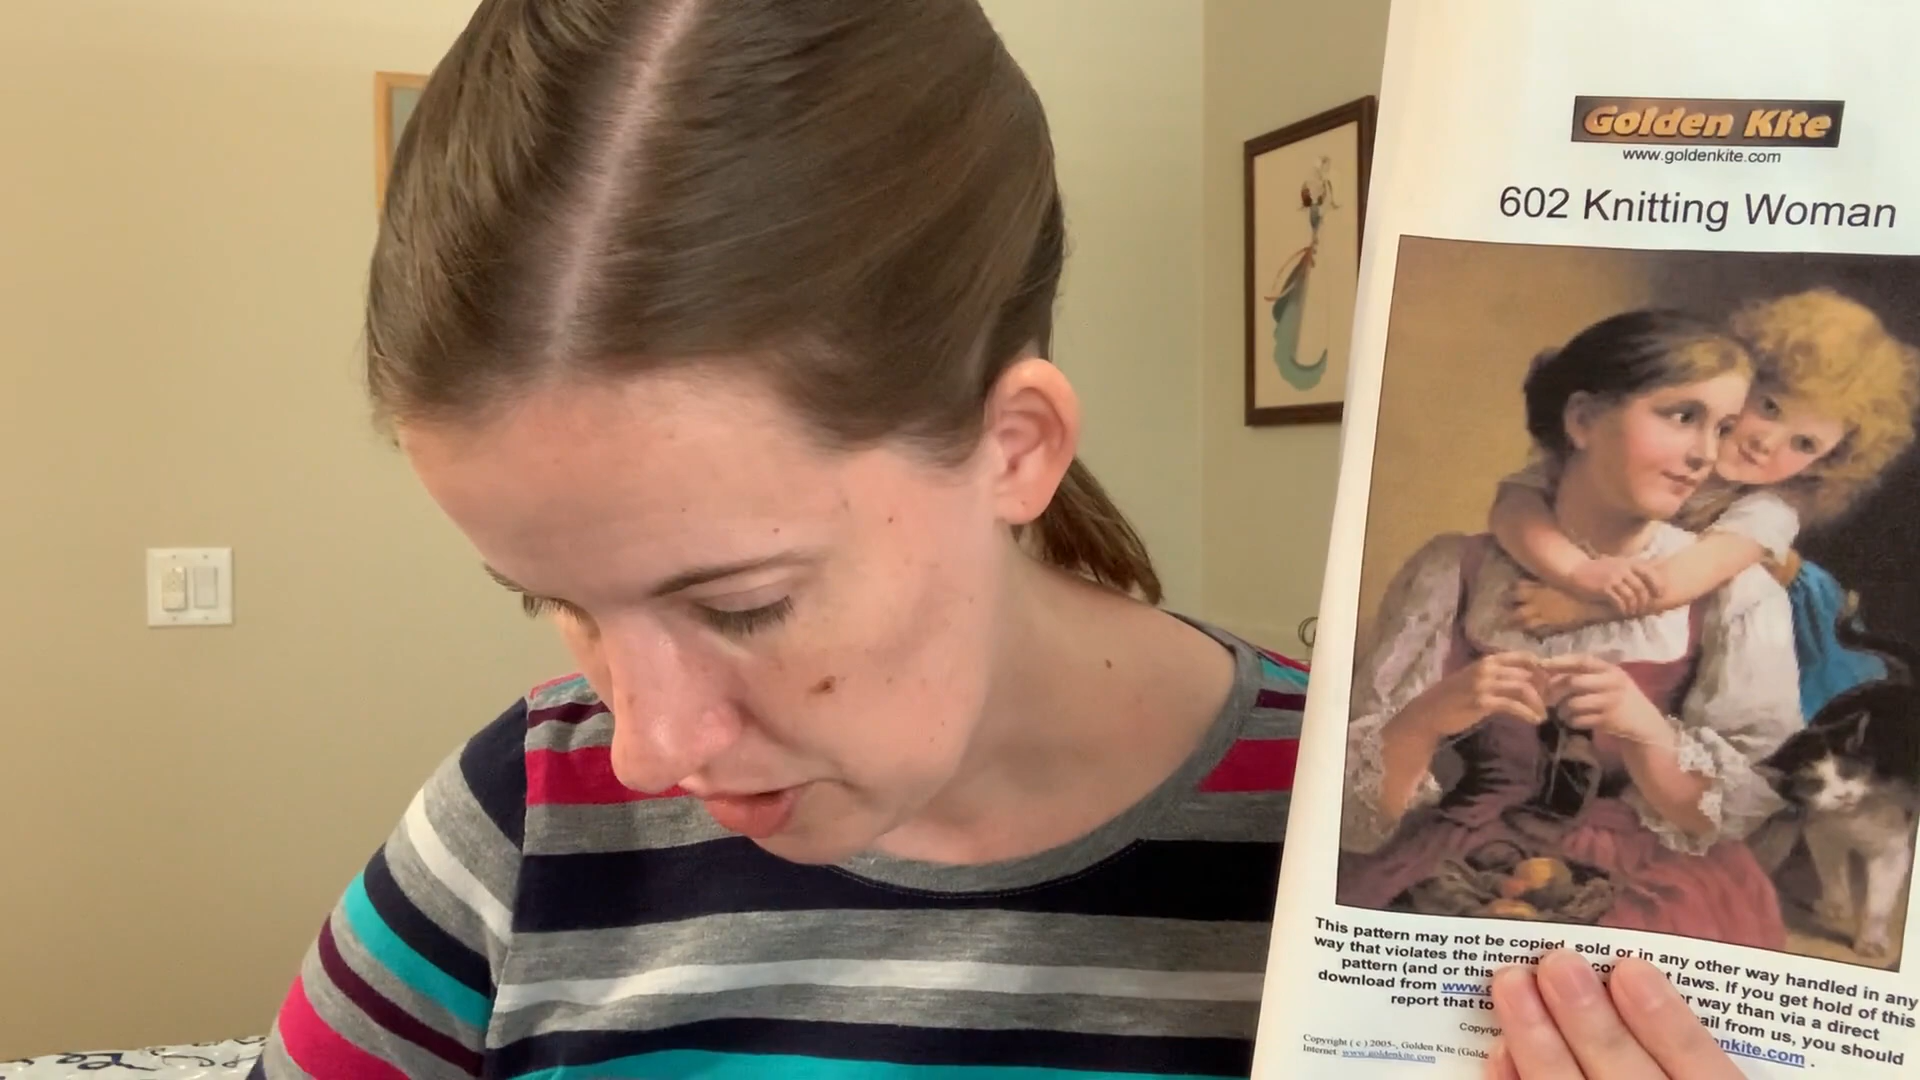 Golden Kite
www.goldenkite.com
602 Knitting Woman
This pattern may not be copied, sold or in any other way handled in any
way that violates the laws. If you get hold of this
pattern (and or this way than via a direct
download from ail from us, you should
report that to nkite.com .
Copyright ( c ) 2005-, Golden Kite (Golde
Internet: www.goldenkite.com